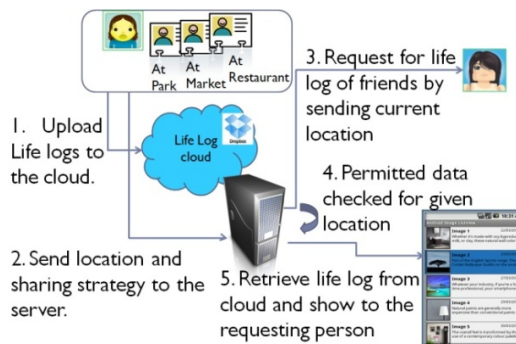 At
Park
At
Market
At
Restaurant
3. Request for life
log of friends by
sending current
location
1. Upload
Life logs to
the cloud.
Life Log
cloud
Dropbox
4. Permitted data
checked for given
location
2. Send location and
sharing strategy to the
server.
5. Retrieve life log from
cloud and show to the
requesting person
Image 1
Image 2
Image 3
Image 4
Image 5